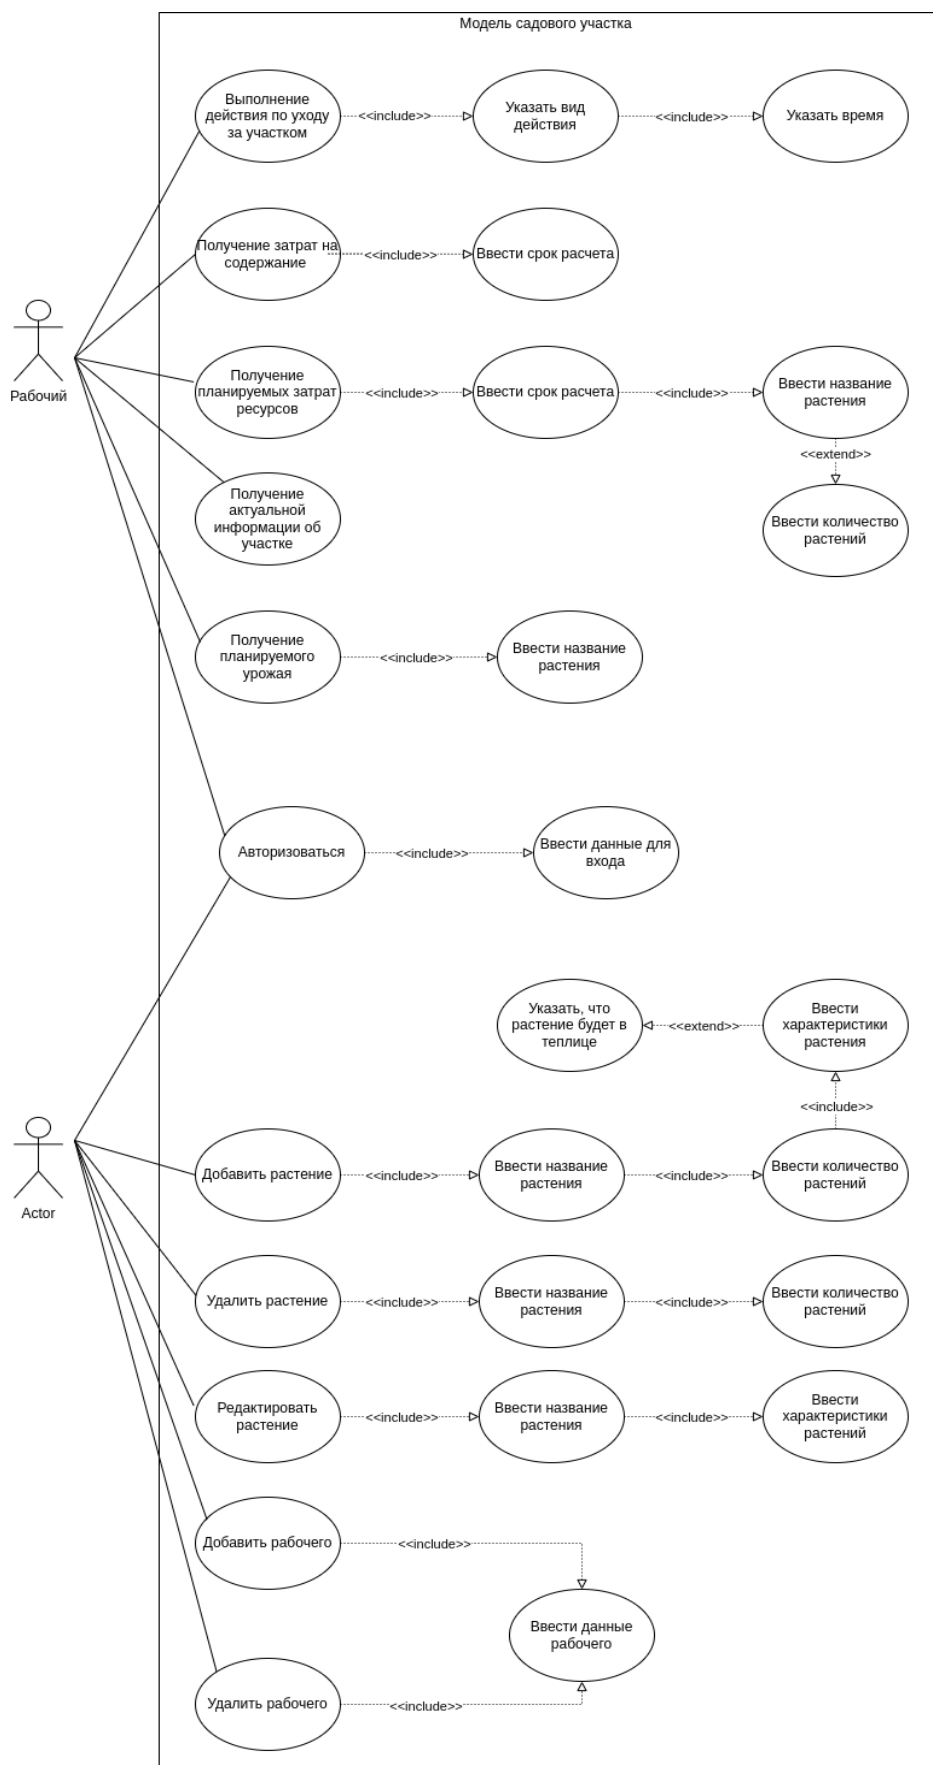 Модель садового участка
Выполнение
действия по уходу
за участком
<<include>>
Указать вид
действия
<<include>>
Указать время
Получение затрат на
содержание
<<include>>
Ввести срок расчета
Рабочий
Получение
планируемых затрат
ресурсов
<<include>>
Ввести срок расчета
<<include>>
Ввести название
растения
<<extend>>
Ввести количество
растений
Получение
актуальной
информации об
участке
Получение
планируемого
урожая
<<include>>
Ввести название
растения
Авторизоваться
<<include>>
Ввести данные для
входа
Указать, что
растение будет в
теплице
<<extend>>
Ввести
характеристики
растения
<<include>>
Actor
Добавить растение
<<include>>
Ввести название
растения
<<include>>
Ввести количество
растений
Удалить растение
<<include>>
Ввести название
растения
<<include>>
Ввести количество
растений
Редактировать
растение
<<include>>
Ввести название
растения
<<include>>
Ввести
характеристики
растений
Добавить рабочего
<<include>>
Ввести данные
рабочего
Удалить рабочего
<<include>>